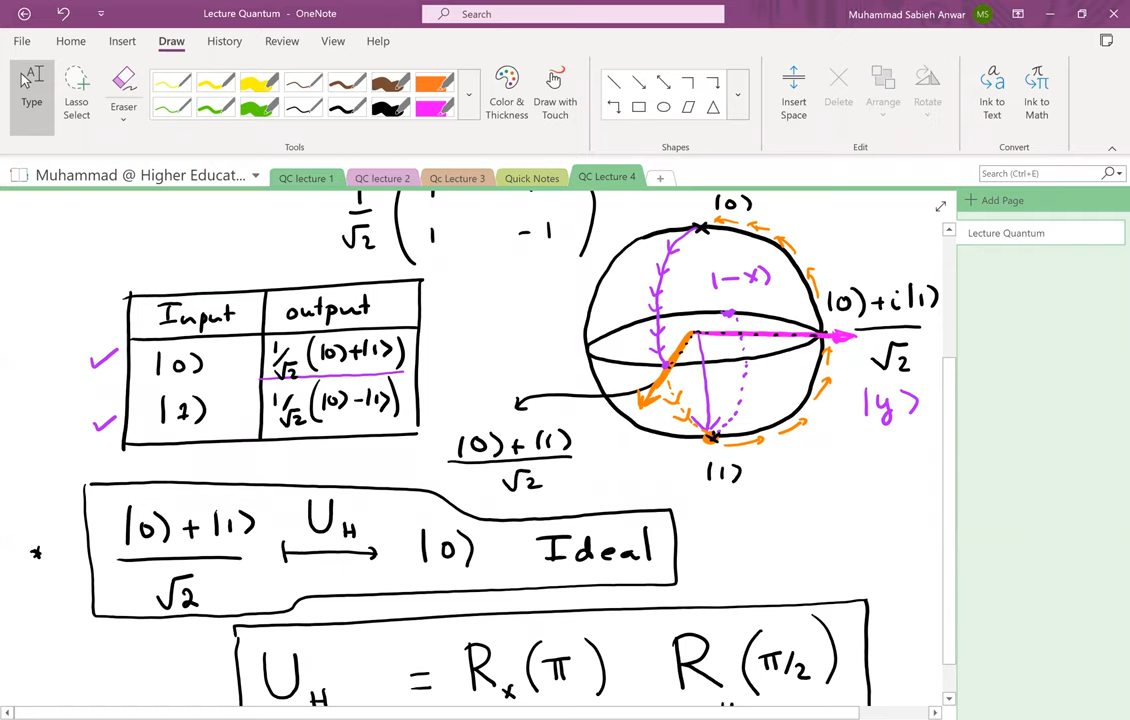 Lecture Quantum - OneNote
Search
Muhammad Sabieh Anwar
MS
File Home Insert Draw History Review View Help
Type
Lasso Select
Eraser
Color & Thickness
Draw with Touch
Insert Space
Delete
Arrange
Rotate
Ink to Text
Ink to Math
Tools
Shapes
Edit
Convert
Muhammad @ Higher Educat...
QC lecture 1
QC lecture 2
Qc Lecture 3
Quick Notes
QC Lecture 4
Search (Ctrl+E)
Add Page
Lecture Quantum
1/√2 ( 1 -1 )
|0⟩
|-x⟩
|0⟩+i|1⟩
√2
|y⟩
Input output
|0⟩ 1/√2 (|0⟩+|1⟩)
|1⟩ 1/√2 (|0⟩-|1⟩)
|0⟩+|1⟩
√2
|1⟩
* |0⟩+|1⟩ / √2 U_H ↦ |0⟩ Ideal
U_H = R_x (π) R (π/2)